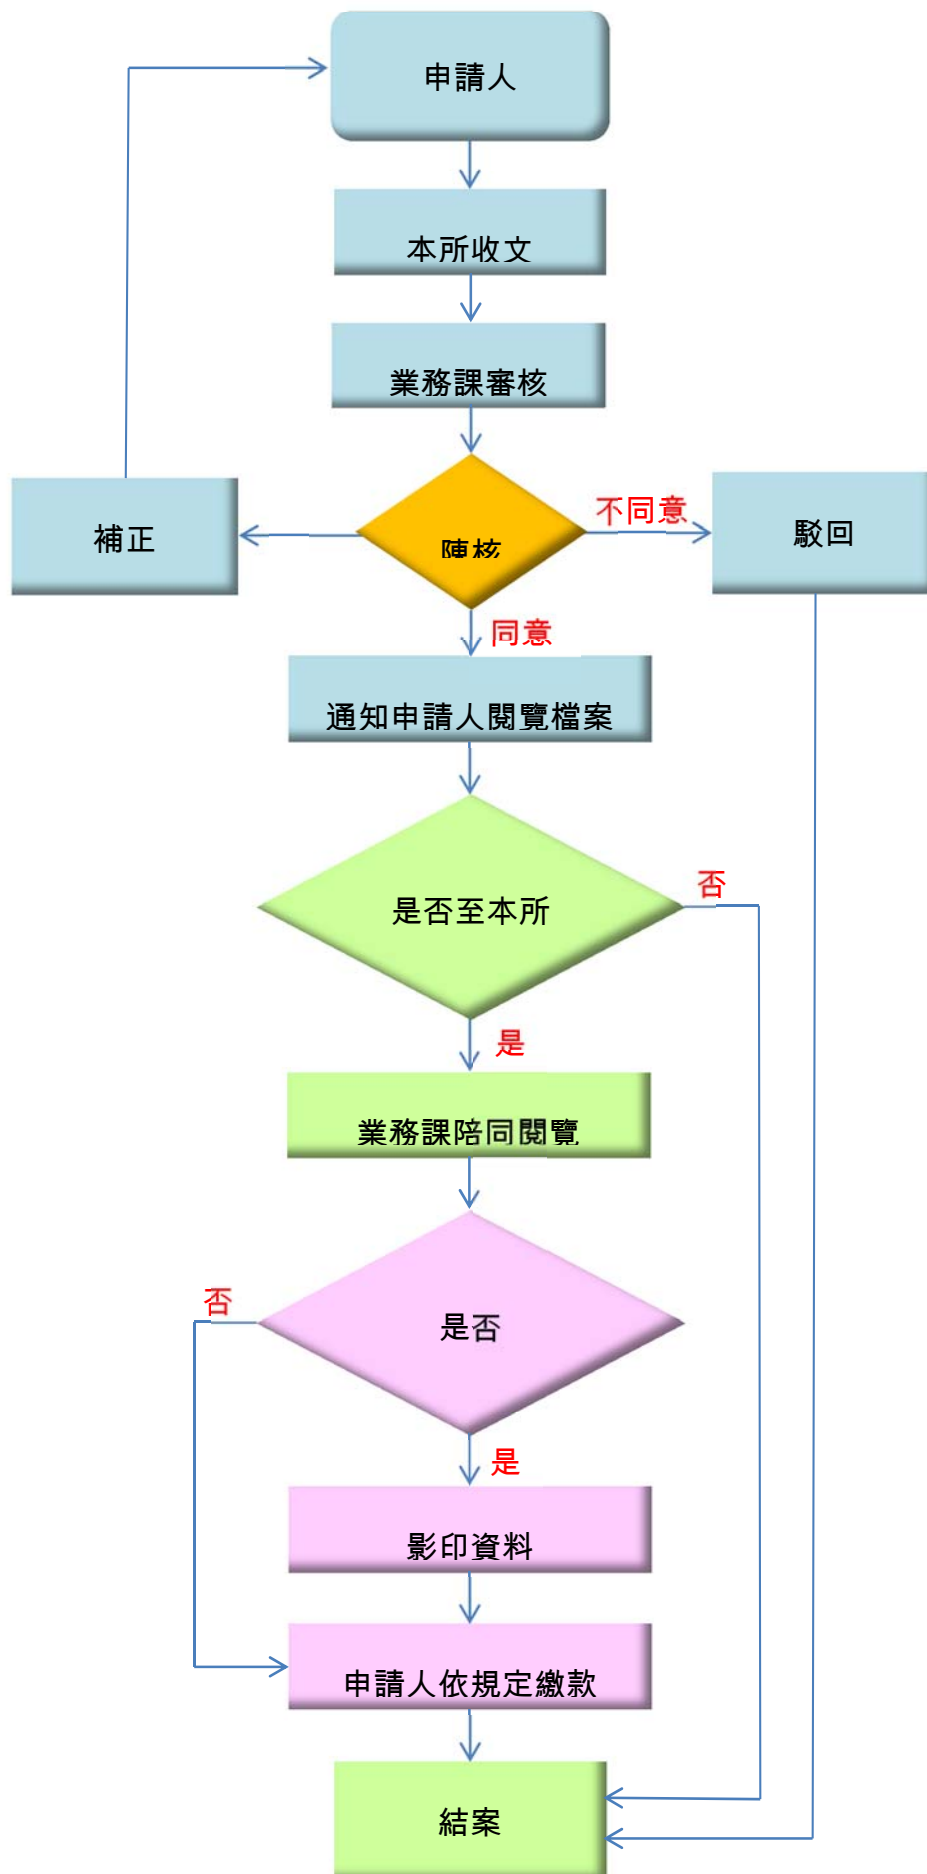 申請人
本所收文
業務課審核
補正
陳核
不同意
駁回
同意
通知申請人閱覽檔案
是否至本所
否
是
業務課陪同閱覽
否
是否
是
影印資料
申請人依規定繳款
結案